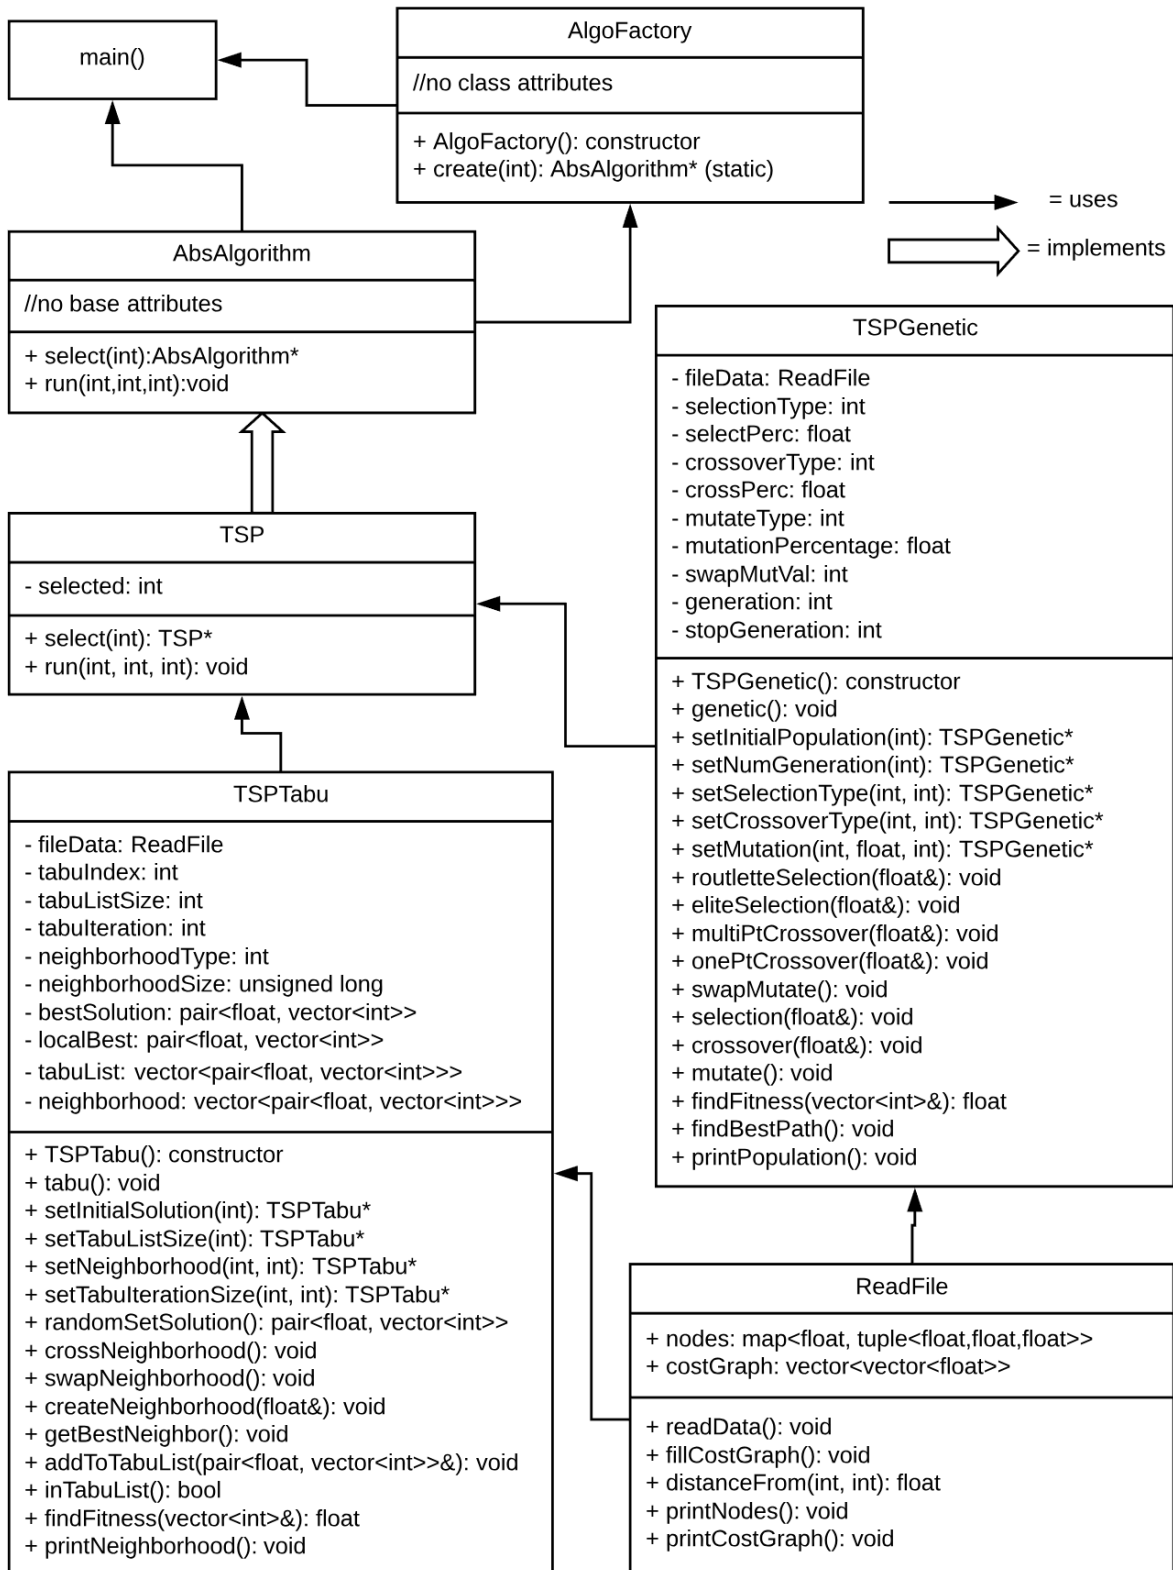 main()
AlgoFactory
//no class attributes
+ AlgoFactory(): constructor
+ create(int): AbsAlgorithm* (static)
= uses
= implements
AbsAlgorithm
//no base attributes
+ select(int):AbsAlgorithm*
+ run(int,int,int):void
TSP
- selected: int
+ select(int): TSP*
+ run(int, int, int): void
TSPGenetic
- fileData: ReadFile
- selectionType: int
- selectPerc: float
- crossoverType: int
- crossPerc: float
- mutateType: int
- mutationPercentage: float
- swapMutVal: int
- generation: int
- stopGeneration: int
+ TSPGenetic(): constructor
+ genetic(): void
+ setInitialPopulation(int): TSPGenetic*
+ setNumGeneration(int): TSPGenetic*
+ setSelectionType(int, int): TSPGenetic*
+ setCrossoverType(int, int): TSPGenetic*
+ setMutation(int, float, int): TSPGenetic*
+ routletteSelection(float&): void
+ eliteSelection(float&): void
+ multiPtCrossover(float&): void
+ onePtCrossover(float&): void
+ swapMutate(): void
+ selection(float&): void
+ crossover(float&): void
+ mutate(): void
+ findFitness(vector<int>&): float
+ findBestPath(): void
+ printPopulation(): void
TSPTabu
- fileData: ReadFile
- tabuIndex: int
- tabuListSize: int
- tabuIteration: int
- neighborhoodType: int
- neighborhoodSize: unsigned long
- bestSolution: pair<float, vector<int>>
- localBest: pair<float, vector<int>>
- tabuList: vector<pair<float, vector<int>>>
- neighborhood: vector<pair<float, vector<int>>>
+ TSPTabu(): constructor
+ tabu(): void
+ setInitialSolution(int): TSPTabu*
+ setTabuListSize(int): TSPTabu*
+ setNeighborhood(int, int): TSPTabu*
+ setTabuIterationSize(int, int): TSPTabu*
+ randomSetSolution(): pair<float, vector<int>>
+ crossNeighborhood(): void
+ swapNeighborhood(): void
+ createNeighborhood(float&): void
+ getBestNeighbor(): void
+ addToTabuList(pair<float, vector<int>>&): void
+ inTabuList(): bool
+ findFitness(vector<int>&): float
+ printNeighborhood(): void
ReadFile
+ nodes: map<float, tuple<float,float,float>>
+ costGraph: vector<vector<float>>
+ readData(): void
+ fillCostGraph(): void
+ distanceFrom(int, int): float
+ printNodes(): void
+ printCostGraph(): void